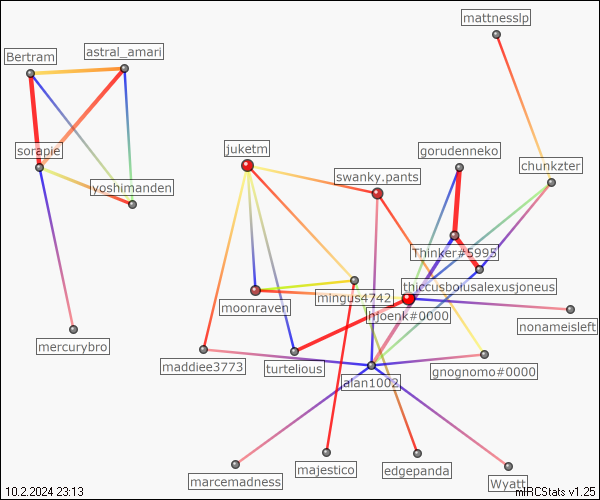 mattnesslp
Bertram
astral_amari
sorapie
juketm
gorudenneko
swanky.pants
chunkzter
yoshimanden
Thinker#5995
thiccusboiusalexusjoneus
mingus4742
moonraven
hjoenk#0000
nonameisleft
mercurybro
maddiee3773
turtelious
alan1002
gnognomo#0000
marcemadness
majestico
edgepanda
Wyatt
10.2.2024 23:13
mIRCStats v1.25